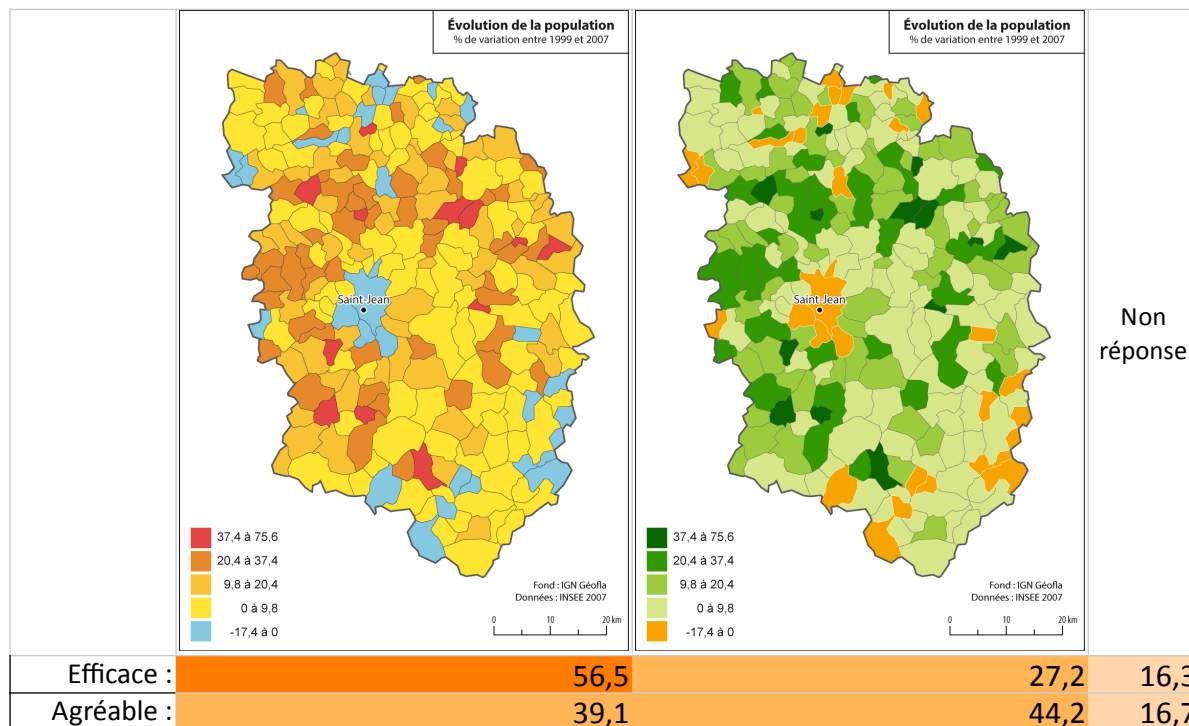 Évolution de la population
% de variation entre 1999 et 2007
Saint-Jean
37,4 à 75,6
20,4 à 37,4
9,8 à 20,4
0 à 9,8
-17,4 à 0
Fond : IGN Géofla
Données : INSEE 2007
0 10 20 km
Évolution de la population
% de variation entre 1999 et 2007
Saint-Jean
37,4 à 75,6
20,4 à 37,4
9,8 à 20,4
0 à 9,8
-17,4 à 0
Fond : IGN Géofla
Données : INSEE 2007
0 10 20 km
Non
réponse
Efficace : 56,5 27,2 16,3
Agréable : 39,1 44,2 16,7